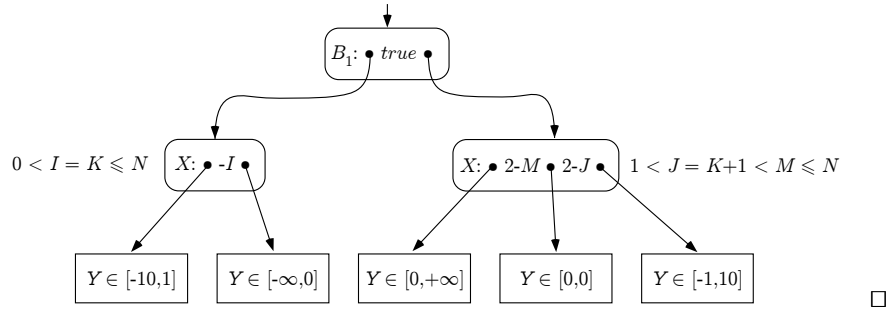 B₁: • true •
0 < I = K ⩽ N
X: • -I •
X: • 2-M • 2-J •
1 < J = K+1 < M ⩽ N
Y ∈ [-10,1]
Y ∈ [-∞,0]
Y ∈ [0,+∞]
Y ∈ [0,0]
Y ∈ [-1,10]
□